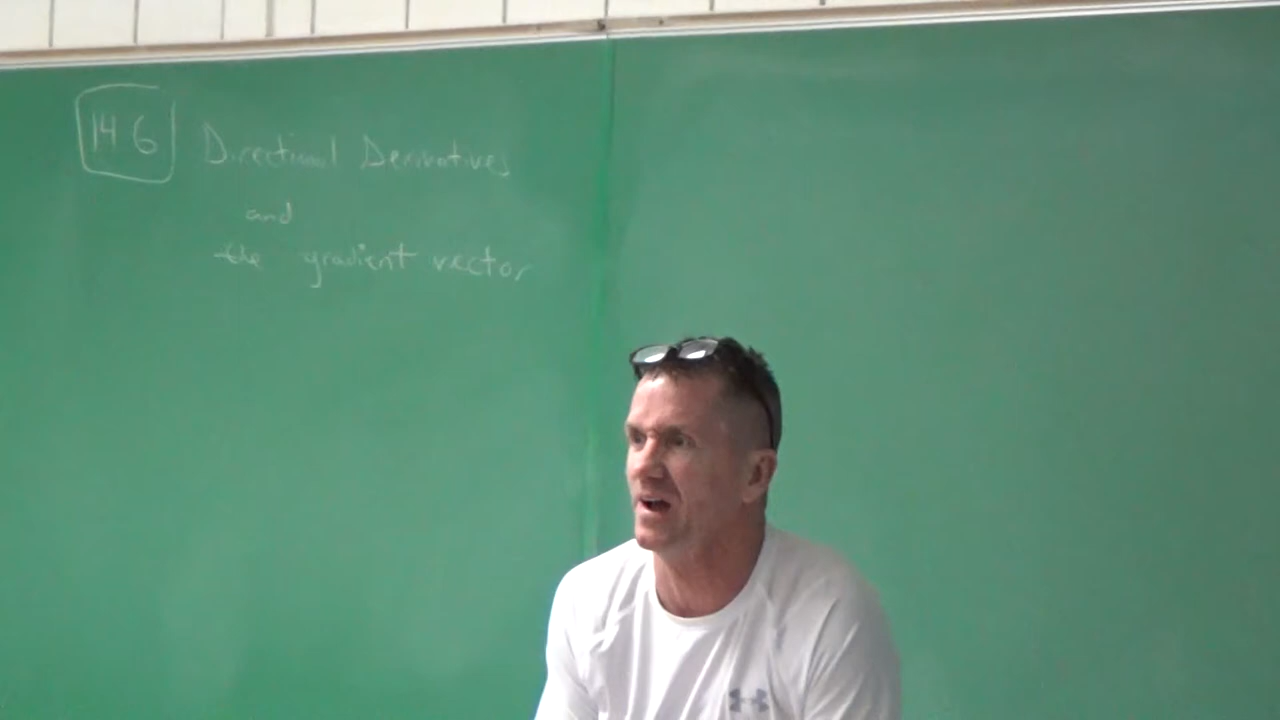 14 6 Directional Derivatives
and
the gradient vector